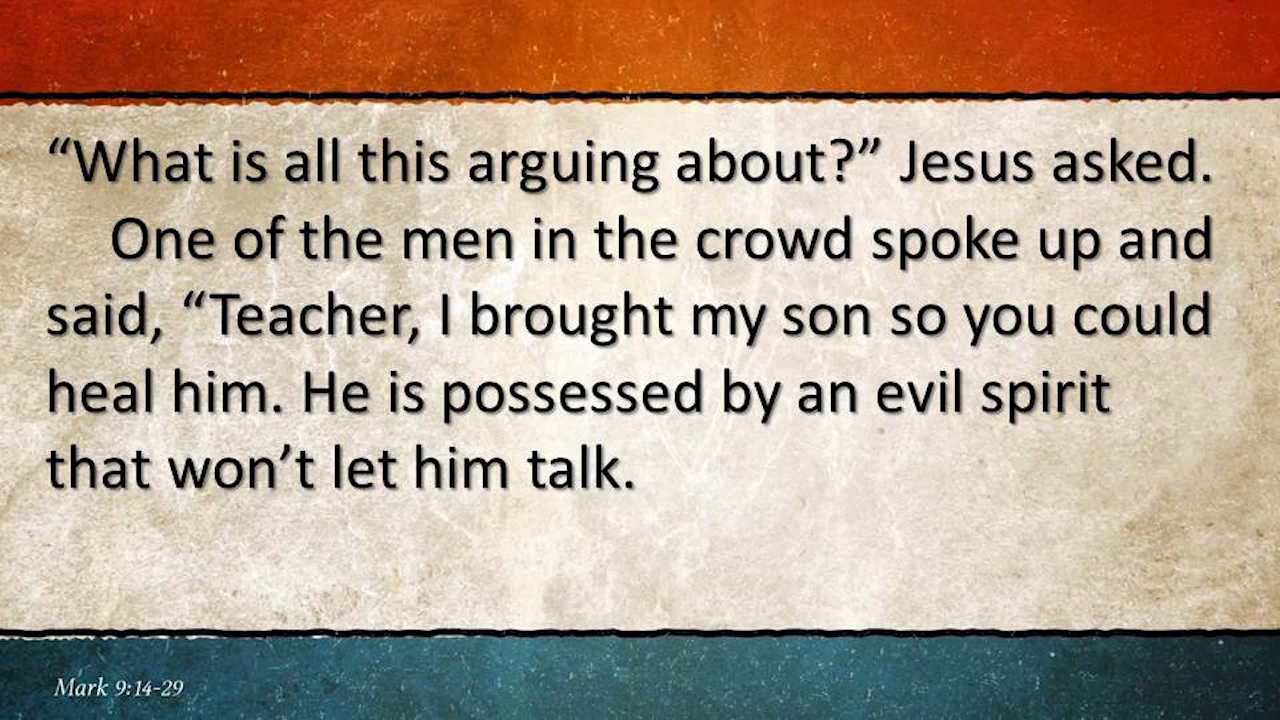 “What is all this arguing about?” Jesus asked.
One of the men in the crowd spoke up and
said, “Teacher, I brought my son so you could
heal him. He is possessed by an evil spirit
that won’t let him talk.
Mark 9:14-29